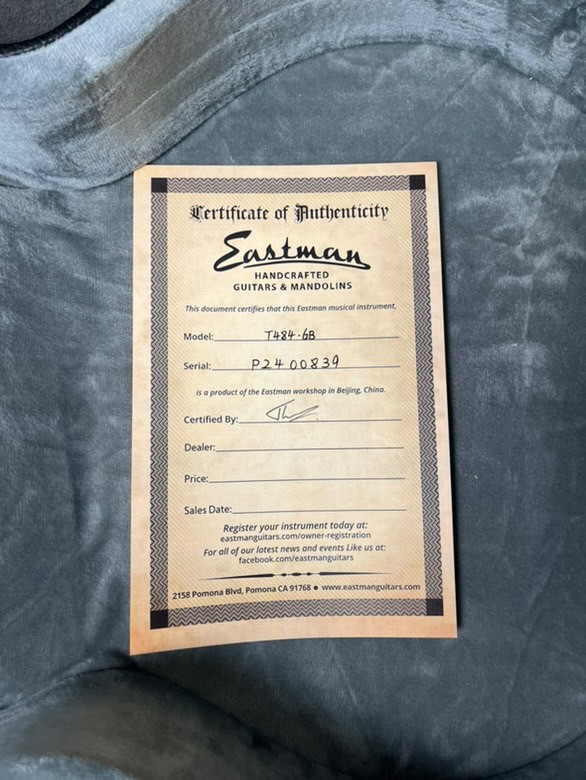 Certificate of Authenticity
Eastman
HANDCRAFTED
GUITARS & MANDOLINS
This document certifies that this Eastman musical instrument,
Model: T484-GB
Serial: P2400839
is a product of the Eastman workshop in Beijing, China.
Certified By:
Dealer:
Price:
Sales Date:
Register your instrument today at:
eastmanguitars.com/owner-registration
For all of our latest news and events Like us at:
facebook.com/eastmanguitars
2158 Pomona Blvd, Pomona CA 91768 ● www.eastmanguitars.com